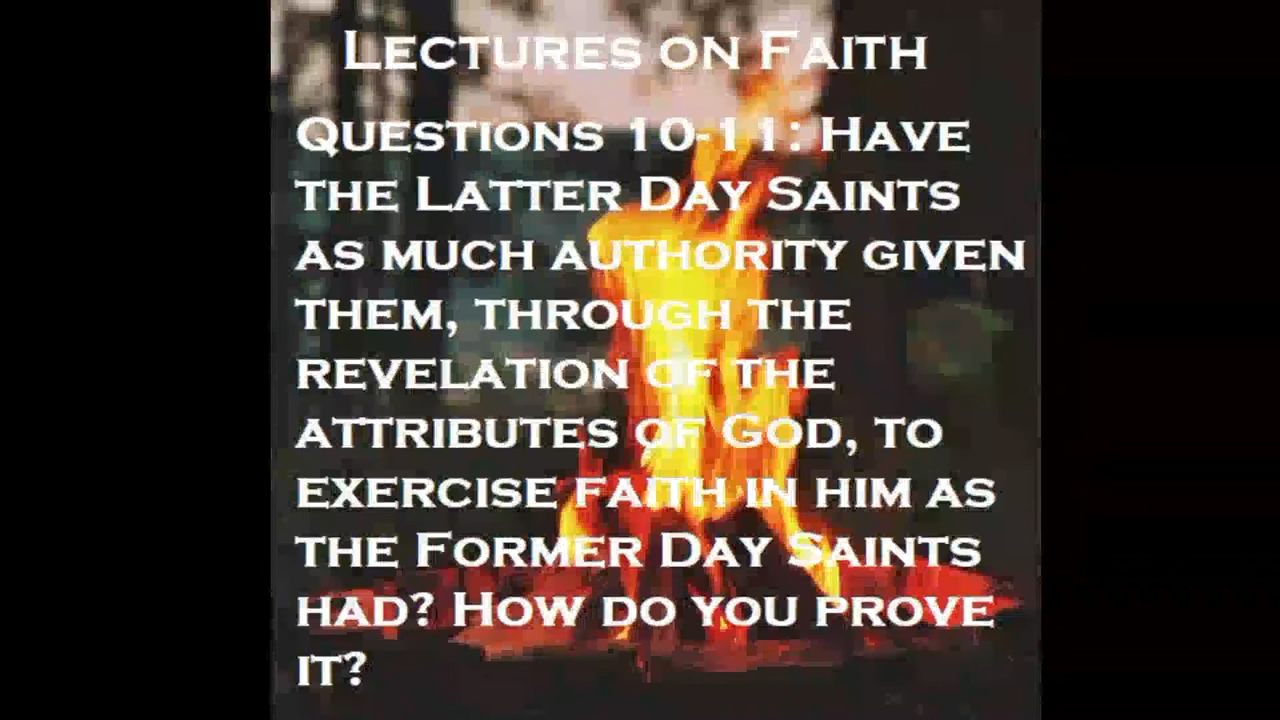 Lectures on Faith
Questions 10-11: Have
the Latter Day Saints
as much authority given
them, through the
revelation of the
attributes of God, to
exercise faith in him as
the Former Day Saints
had? How do you prove
it?